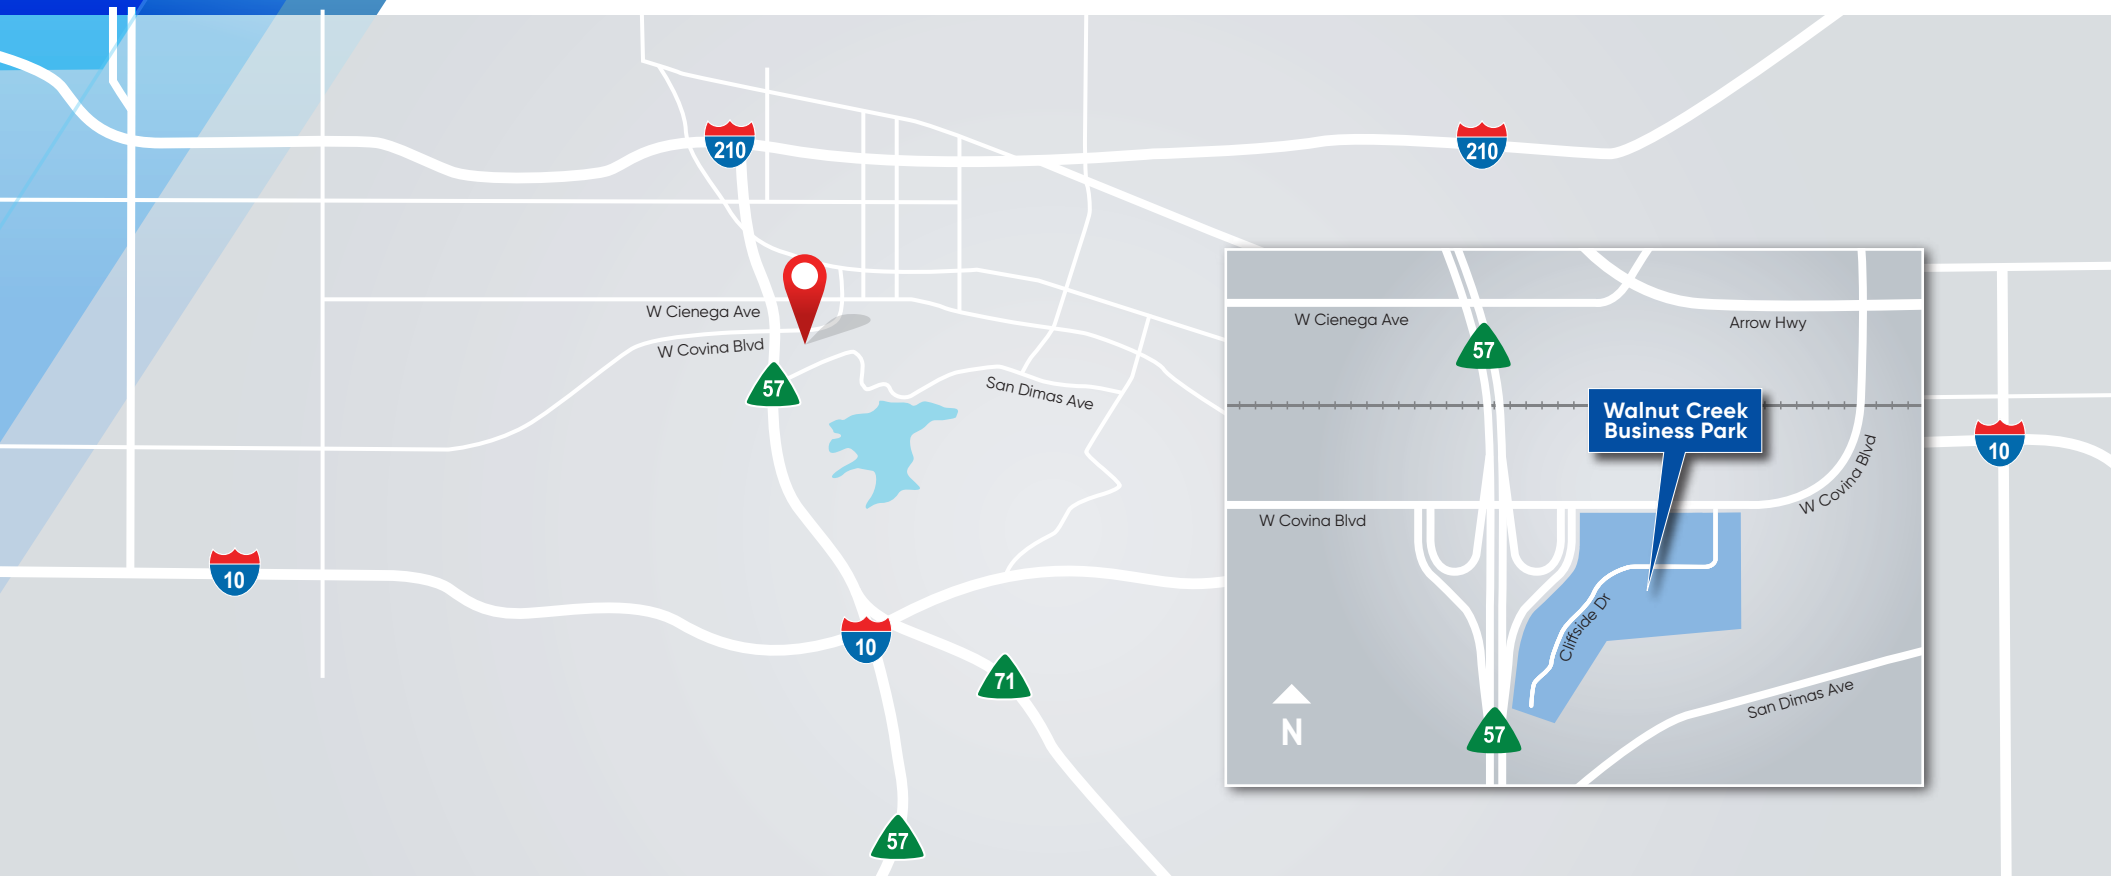 210
210
W Cienega Ave
W Covina Blvd
57
San Dimas Ave
10
10
71
57
10
W Cienega Ave
Arrow Hwy
57
Walnut Creek
Business Park
W Covina Blvd
W Covina Blvd
Cliffside Dr
San Dimas Ave
N
57